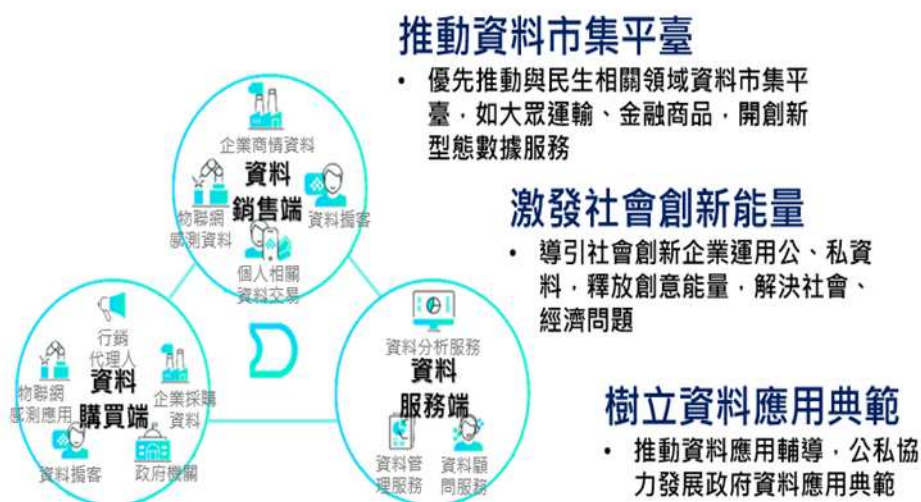 推動資料市集平臺
• 優先推動與民生相關領域資料市集平
臺，如大眾運輸、金融商品，開創新
型態數據服務
激發社會創新能量
• 導引社會創新企業運用公、私資
料，釋放創意能量，解決社會、
經濟問題
樹立資料應用典範
• 推動資料應用輔導，公私協
力發展政府資料應用典範
企業商情資料
資料
銷售端
物聯網
感測資料
資料掮客
個人相關
資料交易
行銷
代理人
物聯網
感測應用
資料
購買端
企業採購
資料
資料掮客
政府機關
資料分析服務
資料
服務端
資料管
理服務
資料顧
問服務